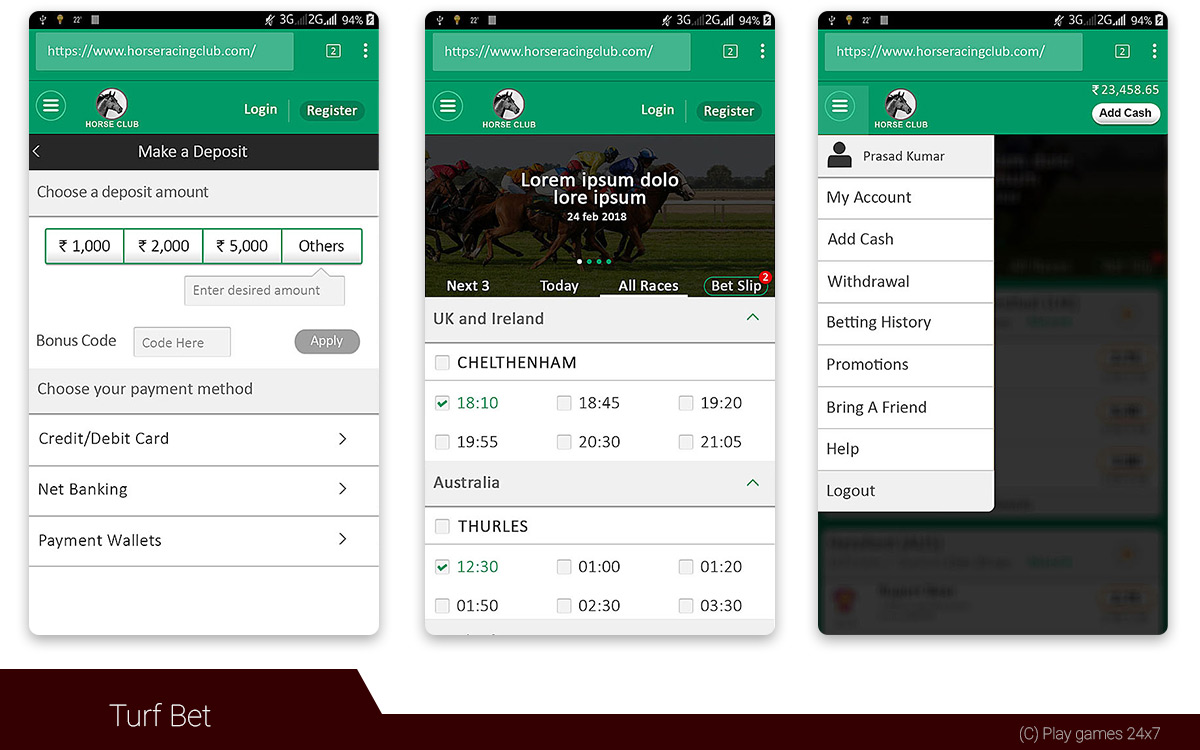 22° 3G 2G 94%
https://www.horseracingclub.com/ 2
HORSE CLUB
Login Register
Make a Deposit
Choose a deposit amount
₹ 1,000 ₹ 2,000 ₹ 5,000 Others
Enter desired amount
Bonus Code Code Here Apply
Choose your payment method
Credit/Debit Card
Net Banking
Payment Wallets
22° 3G 2G 94%
https://www.horseracingclub.com/ 2
HORSE CLUB
Login Register
Lorem ipsum dolo
lore ipsum
24 feb 2018
Next 3 Today All Races Bet Slip 2
UK and Ireland
CHELTHENHAM
18:10 18:45 19:20
19:55 20:30 21:05
Australia
THURLES
12:30 01:00 01:20
01:50 02:30 03:30
22° 3G 2G 94%
https://www.horseracingclub.com/ 2
HORSE CLUB
₹ 23,458.65
Add Cash
Prasad Kumar
My Account
Add Cash
Withdrawal
Betting History
Promotions
Bring A Friend
Help
Logout
Turf Bet
(C) Play games 24x7